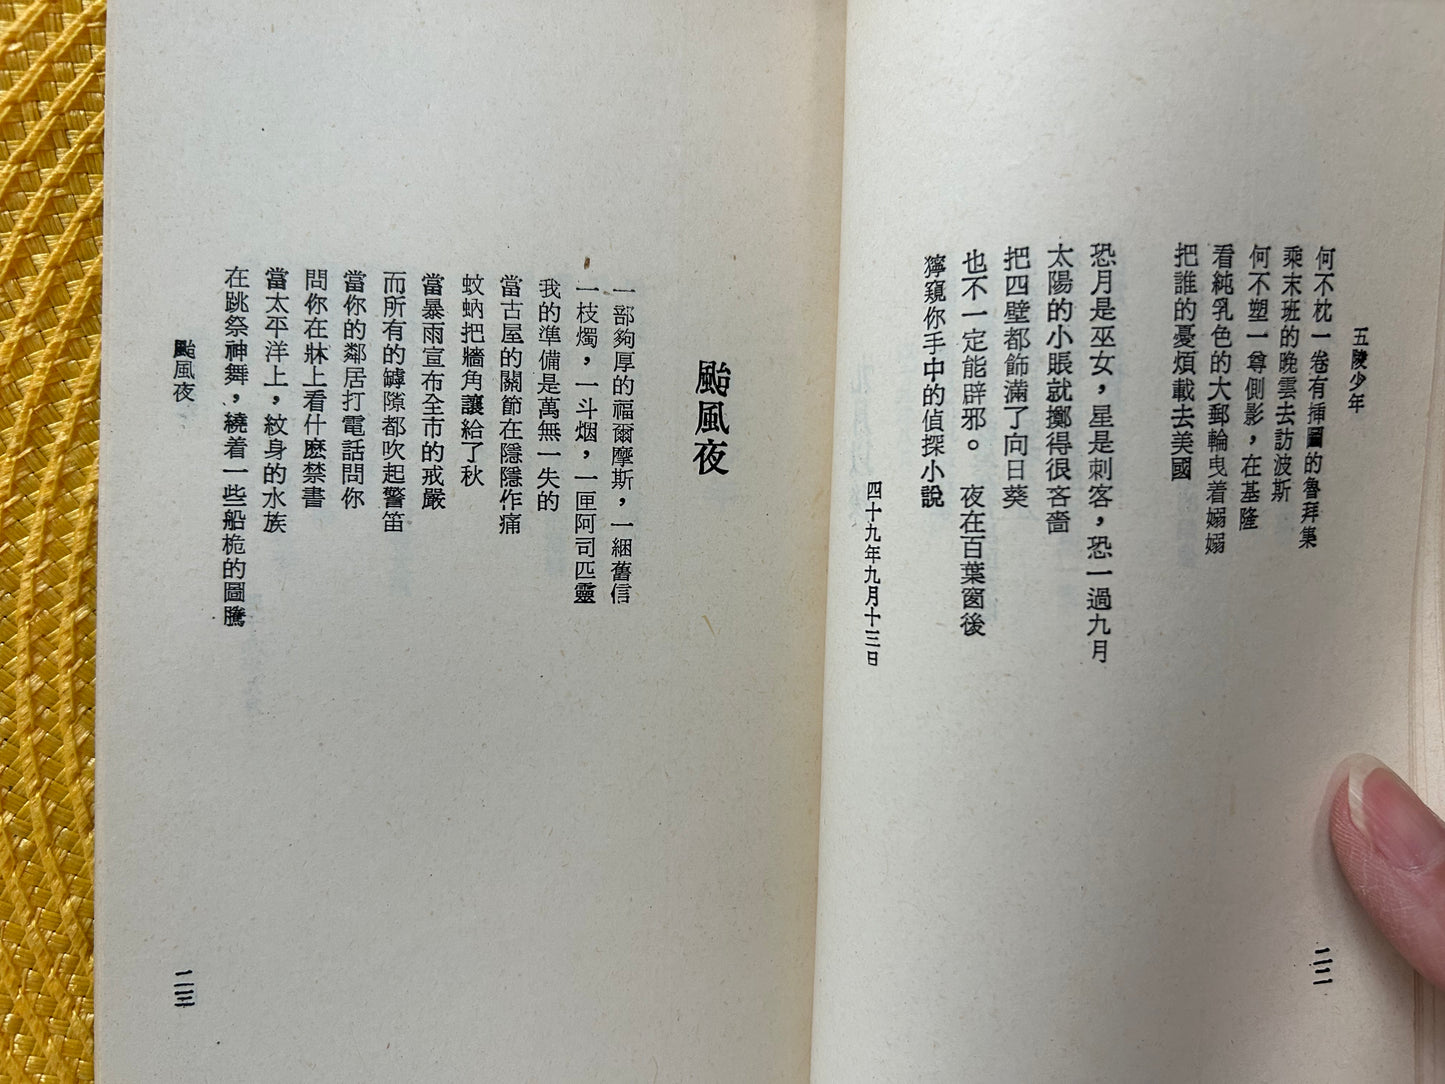 五陵少年
何不枕一卷有插圖的魯拜集
乘末班的晚雲去訪波斯
何不塑一尊側影，在基隆
看純乳色的大郵輪曳着嫋嫋
把誰的憂煩載去美國
恐月是巫女，星是刺客，恐一過九月
太陽的小賬就擲得很吝嗇
把四壁都飾滿了向日葵
也不一定能辟邪。　夜在百葉窗後
獰窺你手中的偵探小說
四十九年九月十三日
二二
颱風夜
一部夠厚的福爾摩斯，一綑舊信
一枝燭，一斗烟，一匣阿司匹靈
我的準備是萬無一失的
當古屋的關節在隱隱作痛
蚊蚋把牆角讓給了秋
當暴雨宣布全市的戒嚴
而所有的罅隙都吹起警笛
當你的鄰居打電話問你
問你在牀上看什麼禁書
當太平洋上，紋身的水族
在跳祭神舞，繞着一些船桅的圖騰
颱風夜
二三